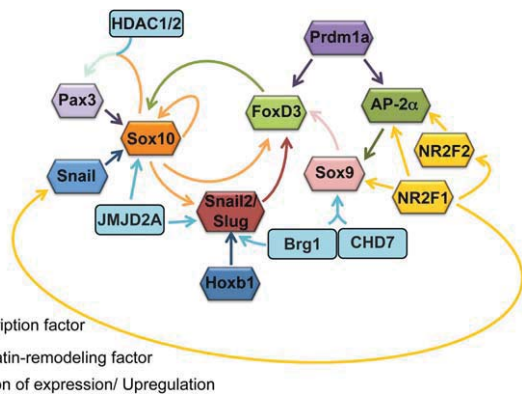 HDAC1/2
Prdm1a
Pax3
FoxD3
AP-2α
Sox10
NR2F2
Snail
Sox9
NR2F1
JMJD2A
Snail2/
Slug
Brg1
CHD7
Hoxb1
iption factor
atin-remodeling factor
on of expression/ Upregulation